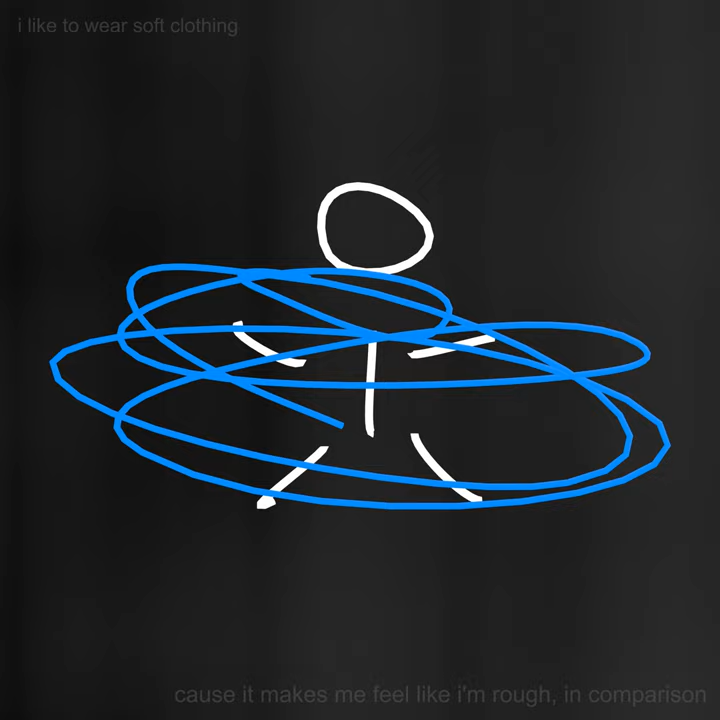 i like to wear soft clothing
cause it makes me feel like i'm rough, in comparison